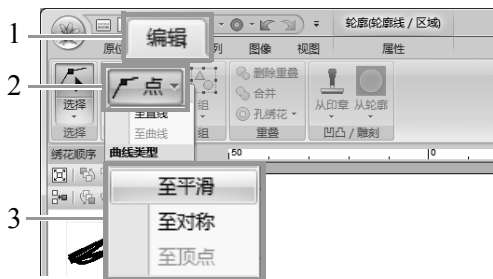 轮廓(轮廓线 / 区域)
1
编辑
图像
视图
属性
2
点
选择
选择
至直线
至曲线
曲线类型
组
组
删除重叠
合并
孔绣花
重叠
从印章
从轮廓
凹凸 / 雕刻
绣花顺序
50
0
3
至平滑
至对称
至顶点